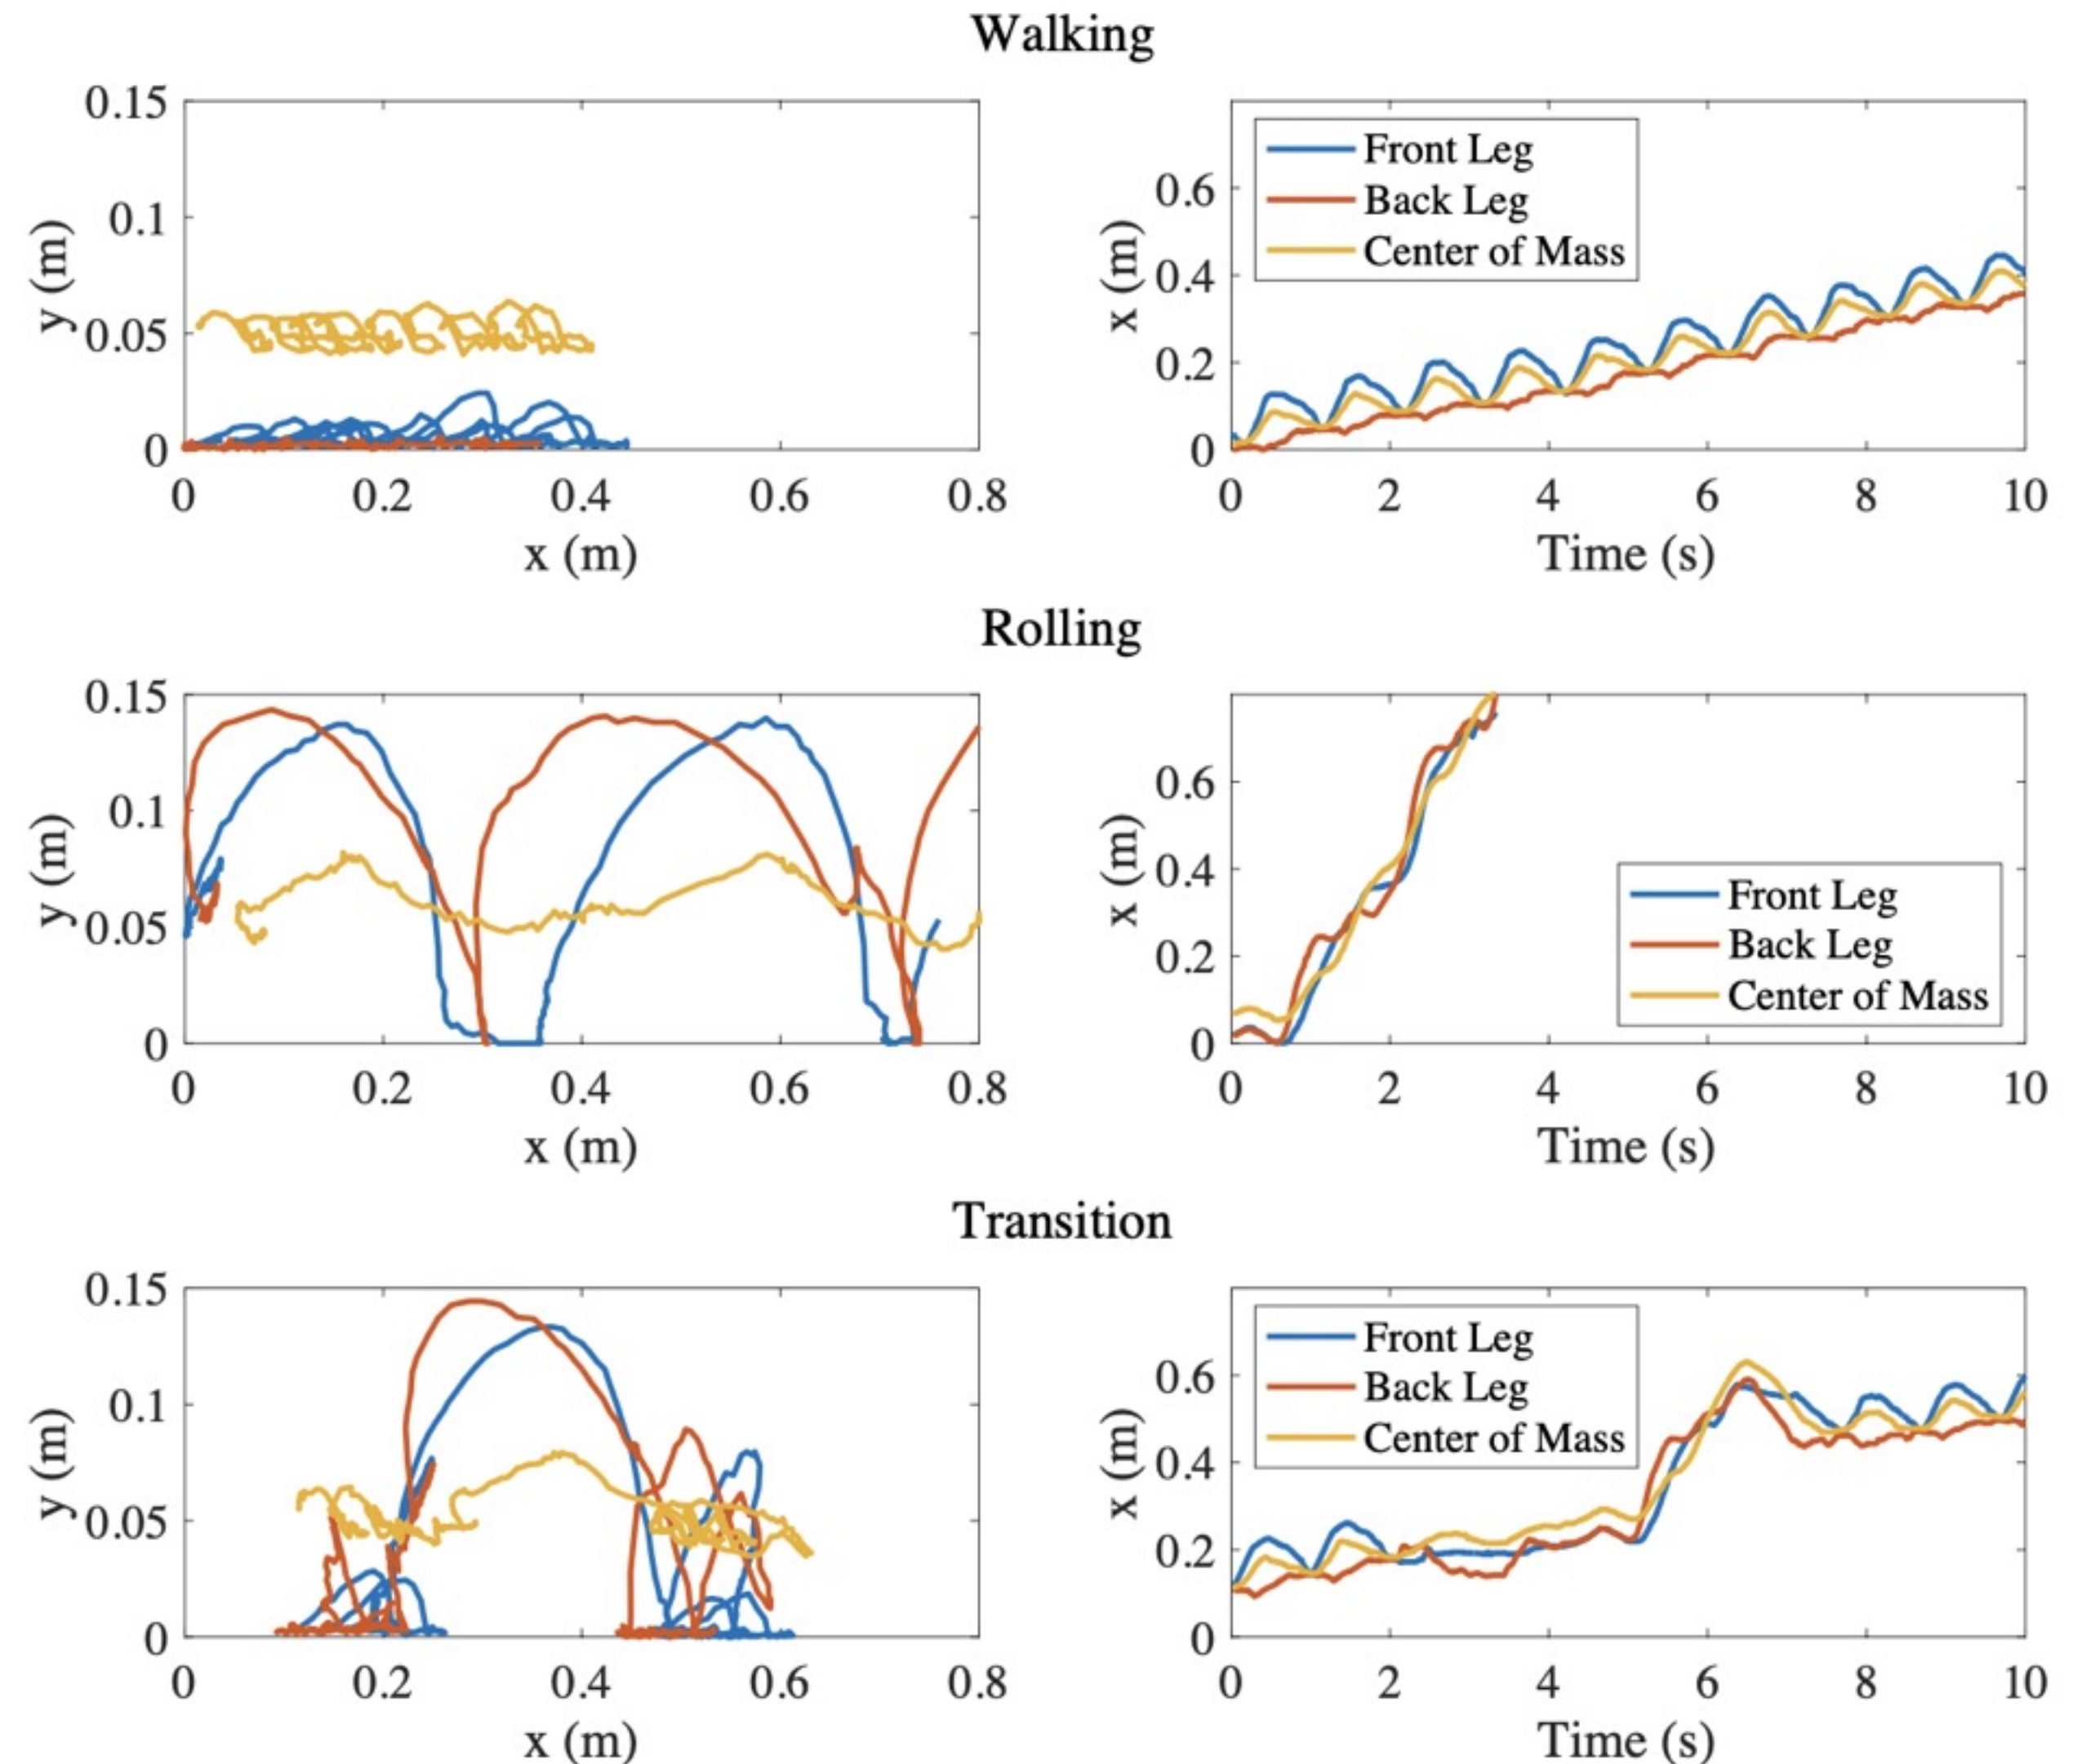 Walking
0.15
0.1
0.05
0
y (m)
0 0.2 0.4 0.6 0.8
x (m)
Front Leg
Back Leg
Center of Mass
0.6
0.4
0.2
0
x (m)
0 2 4 6 8 10
Time (s)
Rolling
0.15
0.1
0.05
0
y (m)
0 0.2 0.4 0.6 0.8
x (m)
0.6
0.4
0.2
0
x (m)
Front Leg
Back Leg
Center of Mass
0 2 4 6 8 10
Time (s)
Transition
0.15
0.1
0.05
0
y (m)
0 0.2 0.4 0.6 0.8
x (m)
Front Leg
Back Leg
Center of Mass
0.6
0.4
0.2
0
x (m)
0 2 4 6 8 10
Time (s)